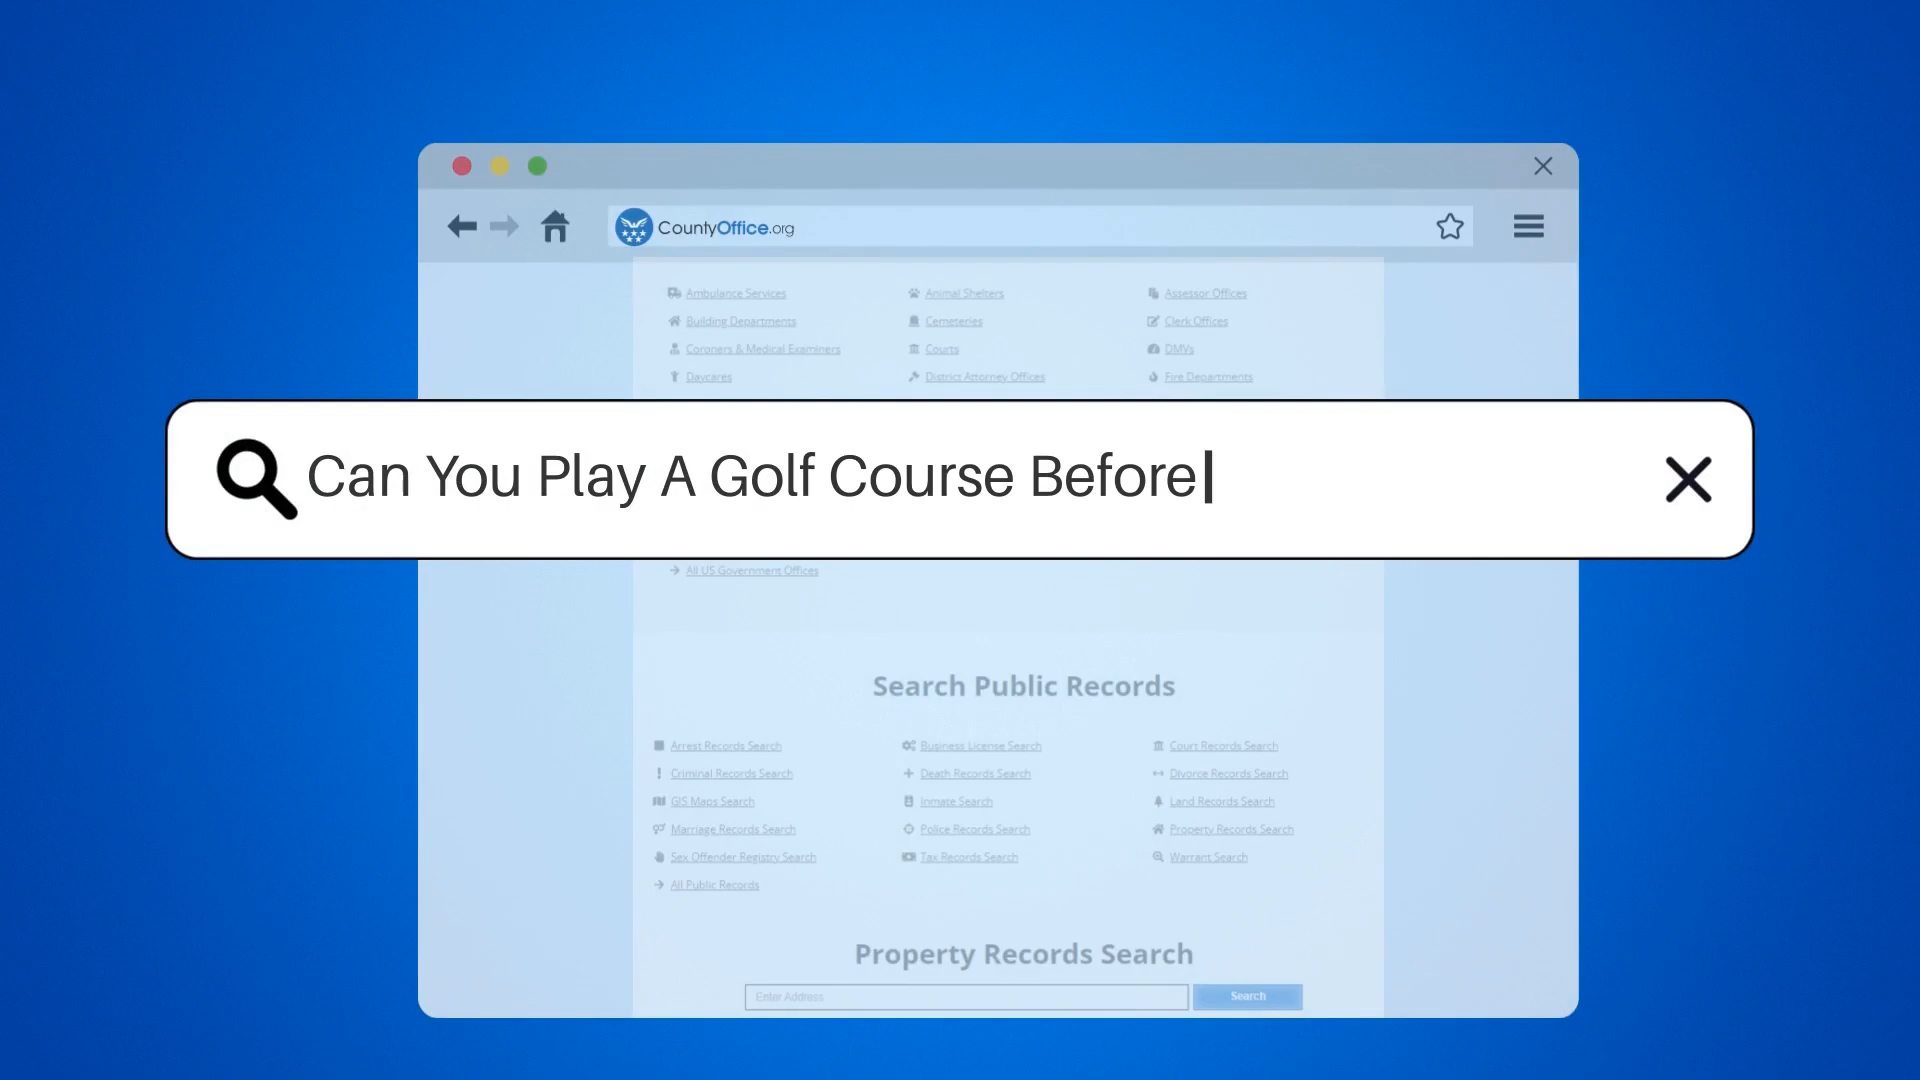 CountyOffice.org
Ambulance Services Animal Shelters Assessor Offices
Building Departments Cemeteries Clerk Offices
Coroners & Medical Examiners Courts DMVs
Daycares District Attorney Offices Fire Departments
Can You Play A Golf Course Before
All US Government Offices
Search Public Records
Arrest Records Search Business License Search Court Records Search
Criminal Records Search Death Records Search Divorce Records Search
GIS Maps Search Inmate Search Land Records Search
Marriage Records Search Police Records Search Property Records Search
Sex Offender Registry Search Tax Records Search Warrant Search
All Public Records
Property Records Search
Enter Address Search